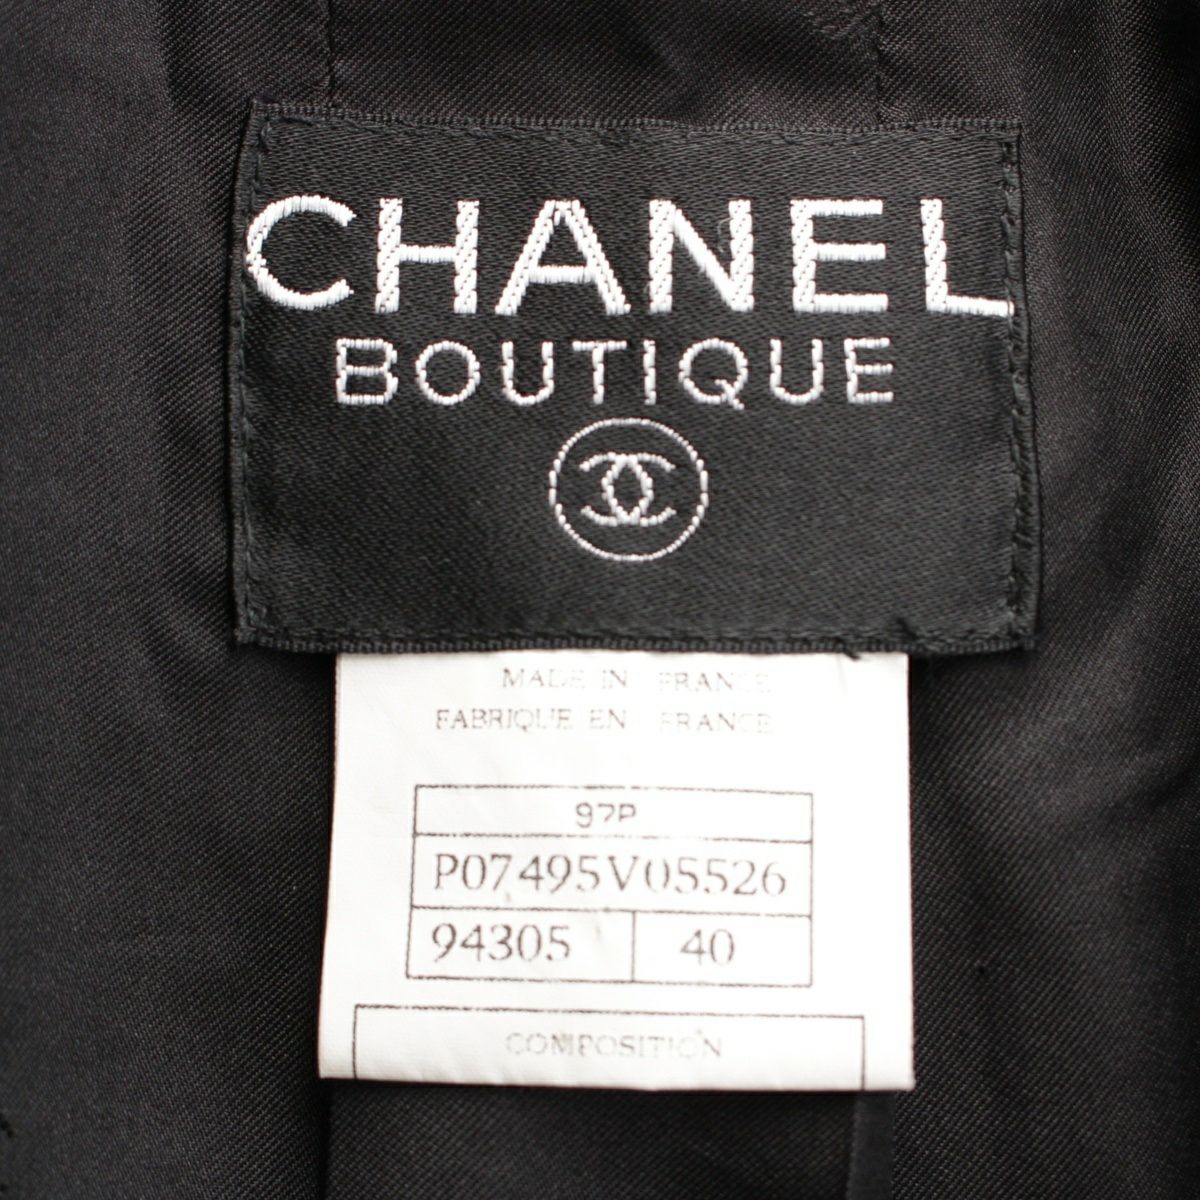 CHANEL
BOUTIQUE
MADE IN FRANCE
FABRIQUE EN FRANCE
97P
P07495V05526
94305 40
COMPOSITION